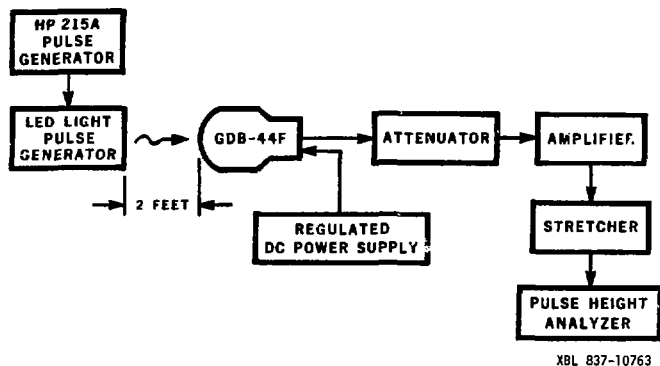 HP 215A
PULSE
GENERATOR
LED LIGHT
PULSE
GENERATOR
GDB-44F
ATTENUATOR
AMPLIFIEF.
2 FEET
REGULATED
DC POWER SUPPLY
STRETCHER
PULSE HEIGHT
ANALYZER
XBL 837-10763